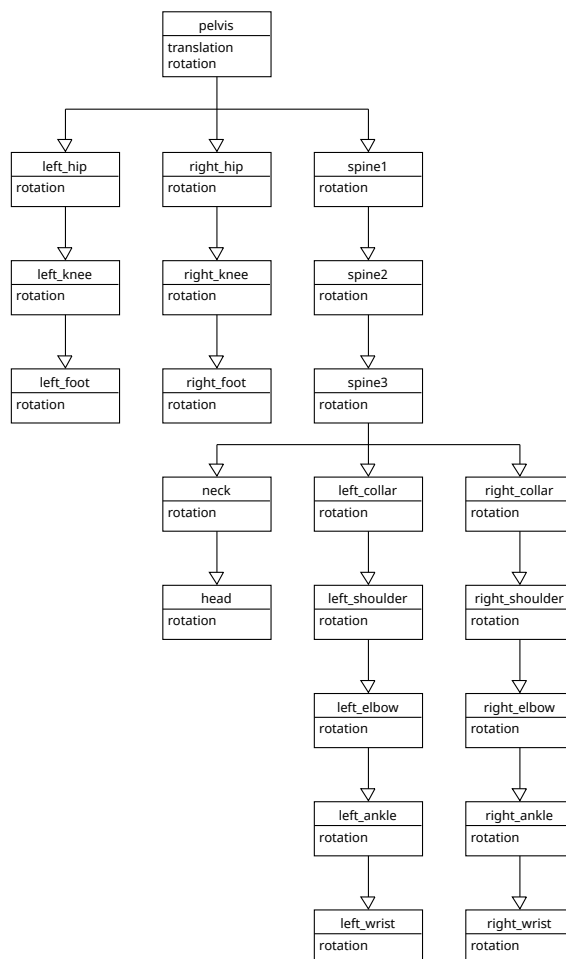 pelvis
translation
rotation
left_hip
rotation
right_hip
rotation
spine1
rotation
left_knee
rotation
right_knee
rotation
spine2
rotation
left_foot
rotation
right_foot
rotation
spine3
rotation
neck
rotation
left_collar
rotation
right_collar
rotation
head
rotation
left_shoulder
rotation
right_shoulder
rotation
left_elbow
rotation
right_elbow
rotation
left_ankle
rotation
right_ankle
rotation
left_wrist
rotation
right_wrist
rotation